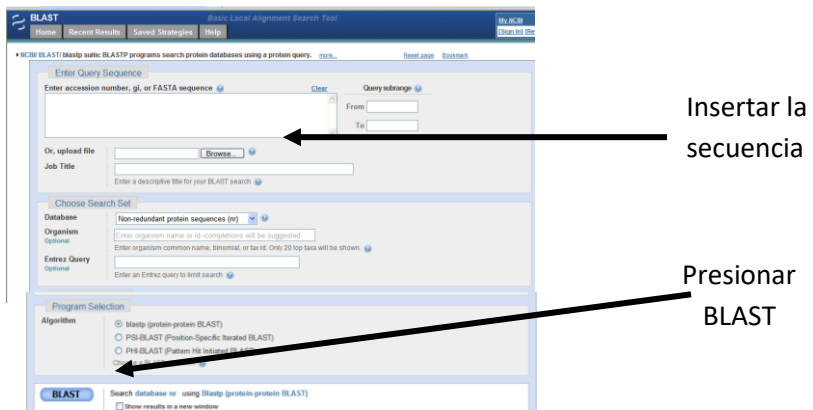 BLAST
Basic Local Alignment Search Tool
My NCBI
Home Recent Results Saved Strategies Help
[Sign In] [Re
NCBI/ BLAST/ blastp suite: BLASTP programs search protein databases using a protein query. more...
Reset page Bookmark
Enter Query Sequence
Enter accession number, gi, or FASTA sequence
Clear
Query subrange
From
To
Or, upload file
Browse...
Job Title
Enter a descriptive title for your BLAST search
Choose Search Set
Database
Non-redundant protein sequences (nr)
Organism
Optional
Enter organism name or id--completions will be suggested
Enter organism common name, binomial, or tax id. Only 20 top taxa will be shown.
Entrez Query
Optional
Enter an Entrez query to limit search
Program Selection
Algorithm
blastp (protein-protein BLAST)
PSI-BLAST (Position-Specific Iterated BLAST)
PHI-BLAST (Pattern Hit Initiated BLAST)
BLAST
Search database nr using Blastp (protein-protein BLAST)
Show results in a new window
Insertar la
secuencia
Presionar
BLAST